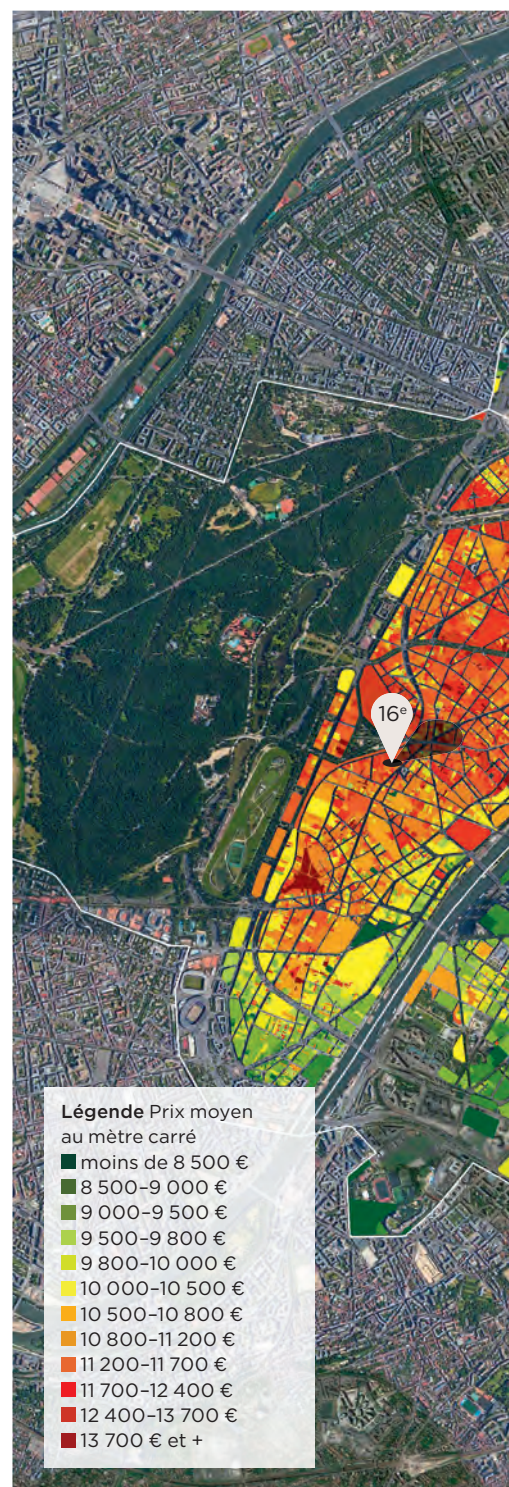 16e
Légende Prix moyen
au mètre carré
moins de 8 500 €
8 500–9 000 €
9 000–9 500 €
9 500–9 800 €
9 800–10 000 €
10 000–10 500 €
10 500–10 800 €
10 800–11 200 €
11 200–11 700 €
11 700–12 400 €
12 400–13 700 €
13 700 € et +